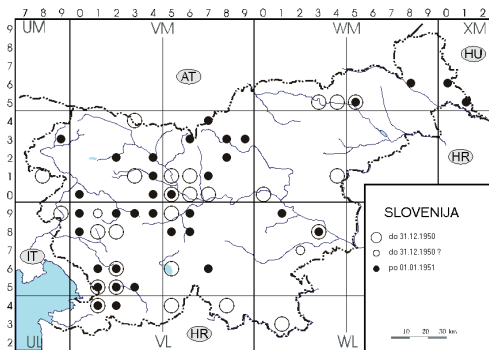 7 8 9 0 1 2 3 4 5 6 7 8 9 0 1 2 3 4 5 6 7 8 9 0 1 2
UM VM WM XM
9
8
7
6
5
4
3
2
1
0
9
8
7
6
5
4
3
2
AT
HU
HR
IT
HR
UL VL WL
SLOVENIJA
do 31.12.1950
do 31.12.1950 ?
po 01.01.1951
10 20 30 km